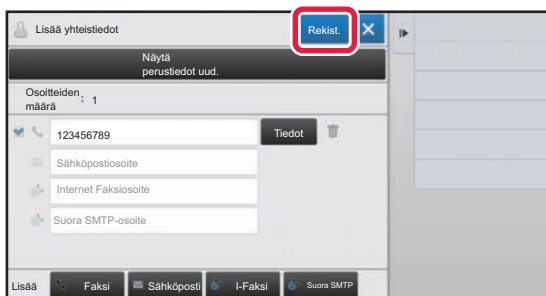 Lisää yhteistiedot
Rekist.
Näytä
perustiedot uud.
Osoitteiden
määrä : 1
123456789
Tiedot
Sähköpostiosoite
Internet Faksiosoite
Suora SMTP-osoite
Lisää
Faksi
Sähköposti
I-Faksi
Suora SMTP